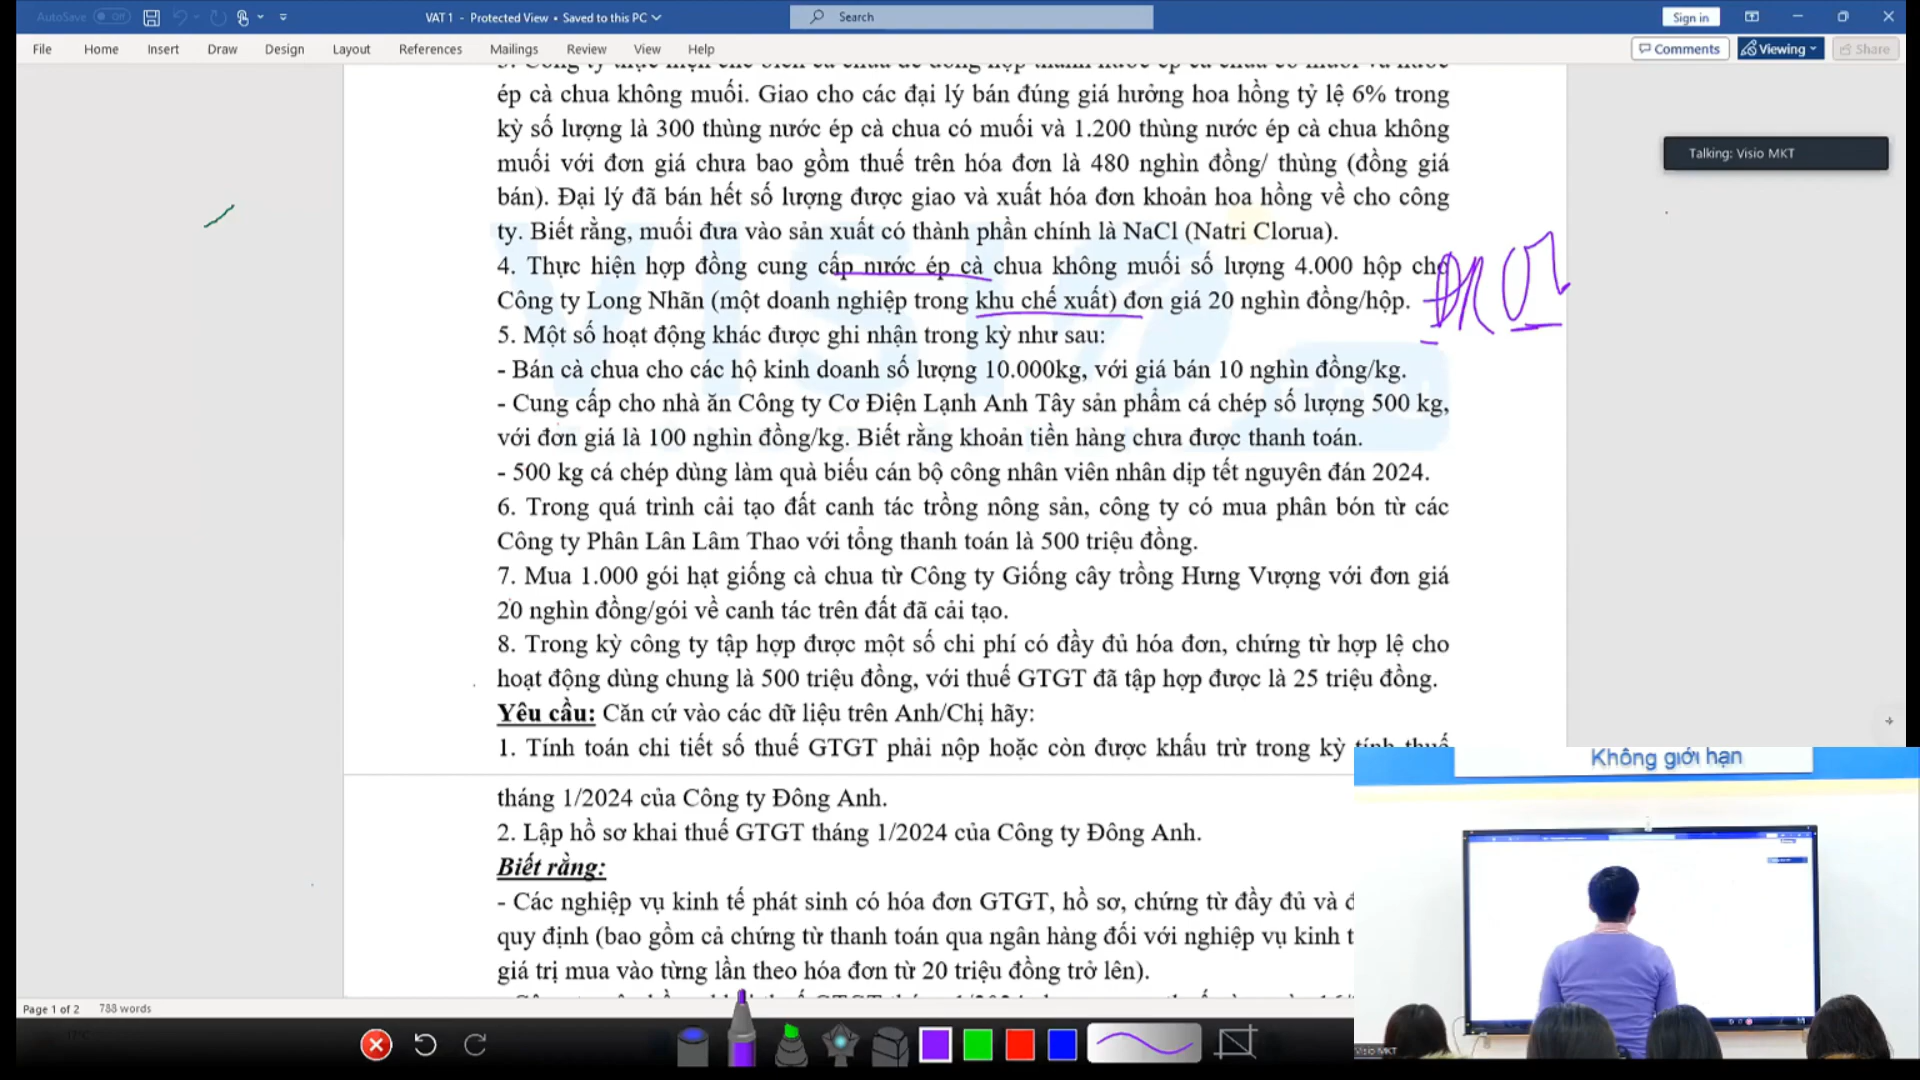 AutoSave Off VAT 1 - Protected View • Saved to this PC Search Sign in
File Home Insert Draw Design Layout References Mailings Review View Help Comments Viewing Share
ép cà chua không muối. Giao cho các đại lý bán đúng giá hưởng hoa hồng tỷ lệ 6% trong
kỳ số lượng là 300 thùng nước ép cà chua có muối và 1.200 thùng nước ép cà chua không
muối với đơn giá chưa bao gồm thuế trên hóa đơn là 480 nghìn đồng/ thùng (đồng giá
bán). Đại lý đã bán hết số lượng được giao và xuất hóa đơn khoản hoa hồng về cho công
ty. Biết rằng, muối đưa vào sản xuất có thành phần chính là NaCl (Natri Clorua).
4. Thực hiện hợp đồng cung cấp nước ép cà chua không muối số lượng 4.000 hộp cho
Công ty Long Nhãn (một doanh nghiệp trong khu chế xuất) đơn giá 20 nghìn đồng/hộp.
5. Một số hoạt động khác được ghi nhận trong kỳ như sau:
- Bán cà chua cho các hộ kinh doanh số lượng 10.000kg, với giá bán 10 nghìn đồng/kg.
- Cung cấp cho nhà ăn Công ty Cơ Điện Lạnh Anh Tây sản phẩm cá chép số lượng 500 kg,
với đơn giá là 100 nghìn đồng/kg. Biết rằng khoản tiền hàng chưa được thanh toán.
- 500 kg cá chép dùng làm quà biếu cán bộ công nhân viên nhân dịp tết nguyên đán 2024.
6. Trong quá trình cải tạo đất canh tác trồng nông sản, công ty có mua phân bón từ các
Công ty Phân Lân Lâm Thao với tổng thanh toán là 500 triệu đồng.
7. Mua 1.000 gói hạt giống cà chua từ Công ty Giống cây trồng Hưng Vượng với đơn giá
20 nghìn đồng/gói về canh tác trên đất đã cải tạo.
8. Trong kỳ công ty tập hợp được một số chi phí có đầy đủ hóa đơn, chứng từ hợp lệ cho
hoạt động dùng chung là 500 triệu đồng, với thuế GTGT đã tập hợp được là 25 triệu đồng.
Yêu cầu: Căn cứ vào các dữ liệu trên Anh/Chị hãy:
1. Tính toán chi tiết số thuế GTGT phải nộp hoặc còn được khấu trừ trong kỳ tính thuế
tháng 1/2024 của Công ty Đông Anh.
2. Lập hồ sơ khai thuế GTGT tháng 1/2024 của Công ty Đông Anh.
Biết rằng:
- Các nghiệp vụ kinh tế phát sinh có hóa đơn GTGT, hồ sơ, chứng từ đầy đủ và đ
quy định (bao gồm cả chứng từ thanh toán qua ngân hàng đối với nghiệp vụ kinh t
giá trị mua vào từng lần theo hóa đơn từ 20 triệu đồng trở lên).
Talking: Visio MKT
Không giới hạn
Visio MKT
Page 1 of 2 788 words